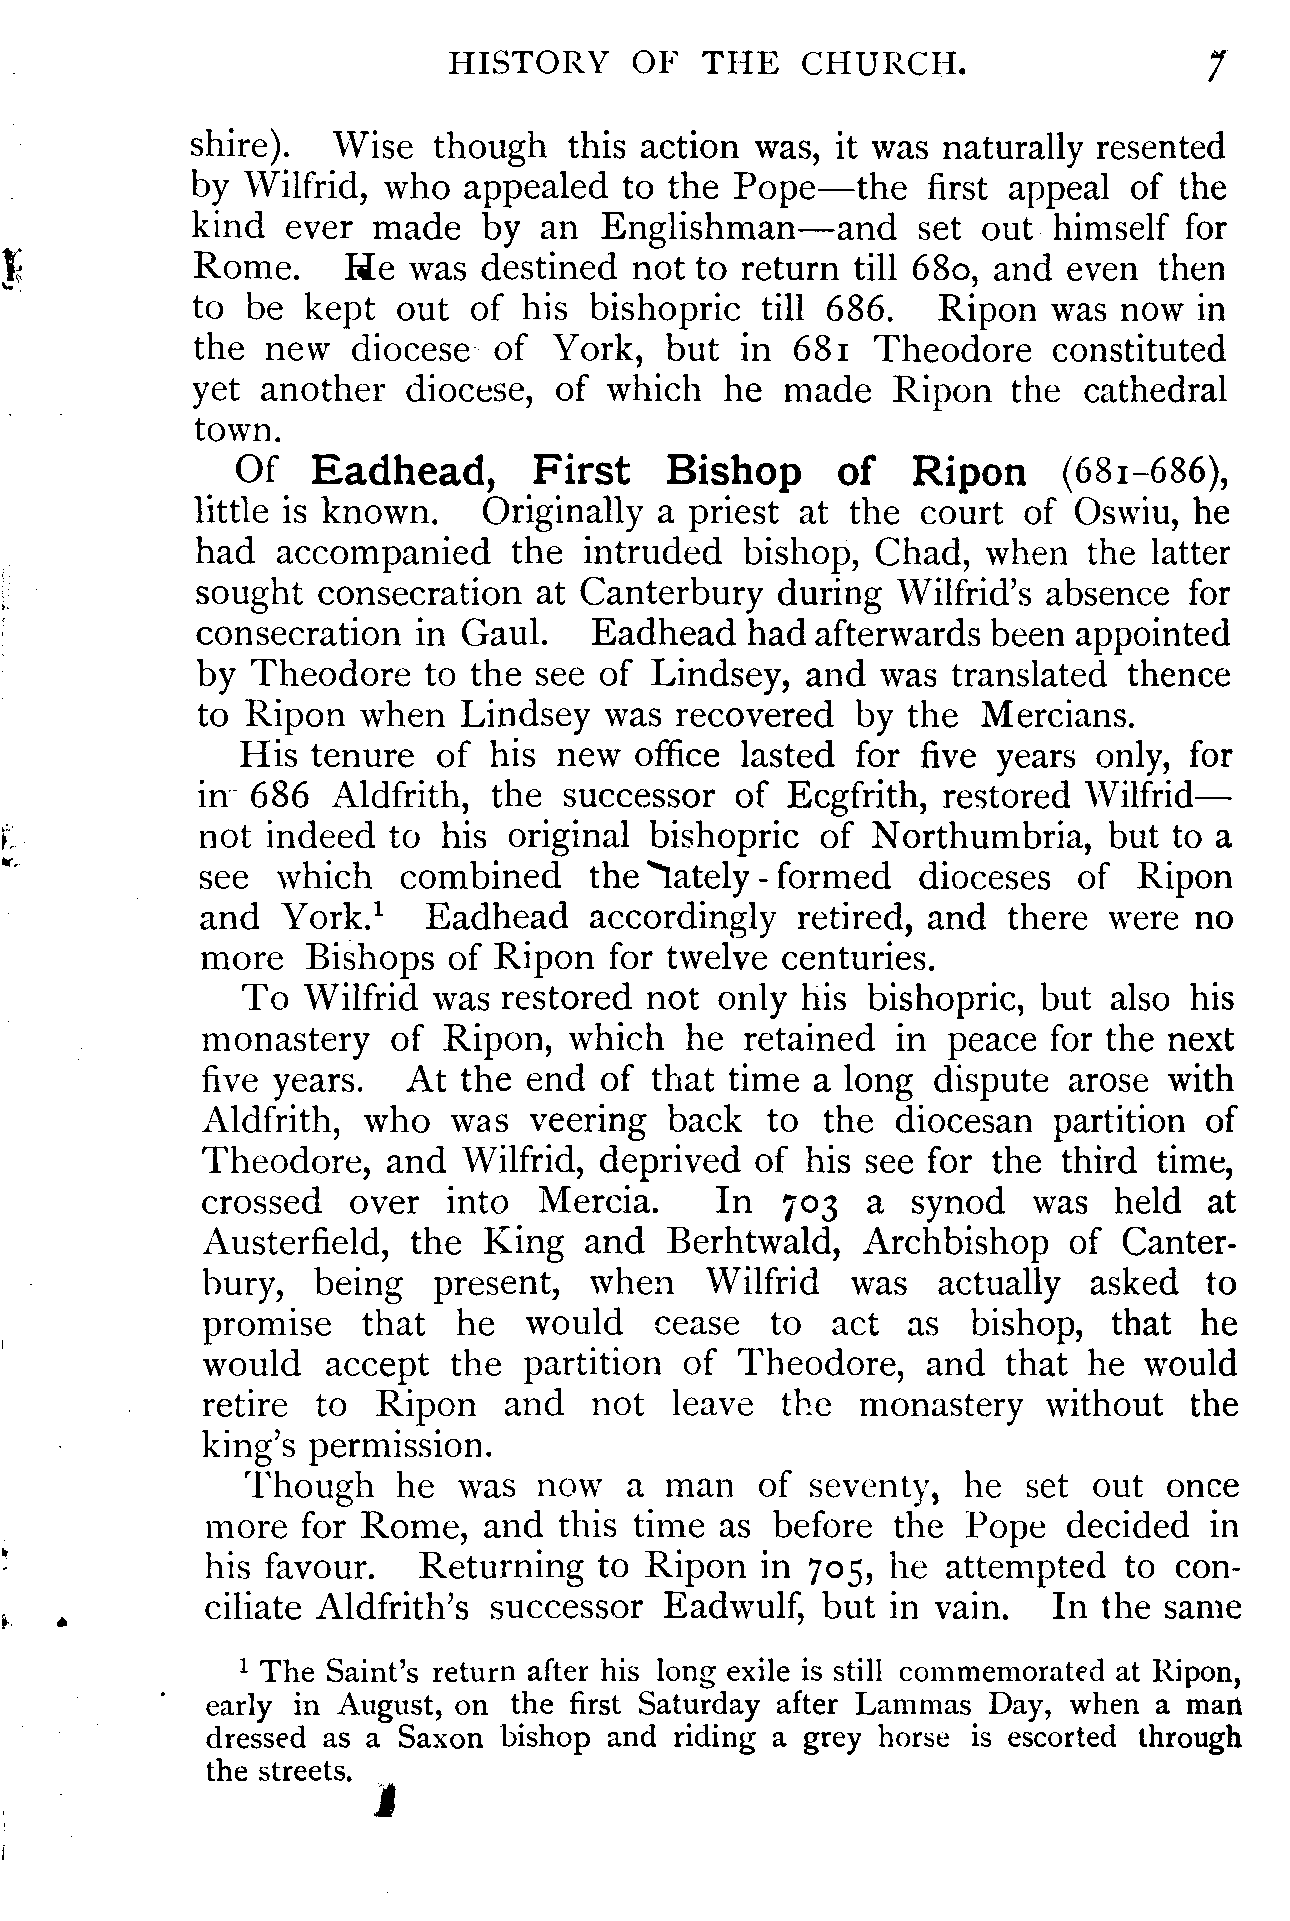 HISTORY OF THE CHURCH. 7
shire). Wise though this action was, it was naturally resented
by Wilfrid, who appealed to the Pope—the first appeal of the
kind ever made by an Englishman—and set out himself for
Rome. He was destined not to return till 680, and even then
to be kept out of his bishopric till 686. Ripon was now in
the new diocese of York, but in 681 Theodore constituted
yet another diocese, of which he made Ripon the cathedral
town.
Of Eadhead, First Bishop of Ripon (681-686),
little is known. Originally a priest at the court of Oswiu, he
had accompanied the intruded bishop, Chad, when the latter
sought consecration at Canterbury during Wilfrid's absence for
consecration in Gaul. Eadhead had afterwards been appointed
by Theodore to the see of Lindsey, and was translated thence
to Ripon when Lindsey was recovered by the Mercians.
His tenure of his new office lasted for five years only, for
in 686 Aldfrith, the successor of Ecgfrith, restored Wilfrid—
not indeed to his original bishopric of Northumbria, but to a
see which combined the lately-formed dioceses of Ripon
and York.¹ Eadhead accordingly retired, and there were no
more Bishops of Ripon for twelve centuries.
To Wilfrid was restored not only his bishopric, but also his
monastery of Ripon, which he retained in peace for the next
five years. At the end of that time a long dispute arose with
Aldfrith, who was veering back to the diocesan partition of
Theodore, and Wilfrid, deprived of his see for the third time,
crossed over into Mercia. In 703 a synod was held at
Austerfield, the King and Berhtwald, Archbishop of Canter-
bury, being present, when Wilfrid was actually asked to
promise that he would cease to act as bishop, that he
would accept the partition of Theodore, and that he would
retire to Ripon and not leave the monastery without the
king's permission.
Though he was now a man of seventy, he set out once
more for Rome, and this time as before the Pope decided in
his favour. Returning to Ripon in 705, he attempted to con-
ciliate Aldfrith's successor Eadwulf, but in vain. In the same
¹ The Saint's return after his long exile is still commemorated at Ripon,
early in August, on the first Saturday after Lammas Day, when a man
dressed as a Saxon bishop and riding a grey horse is escorted through
the streets.